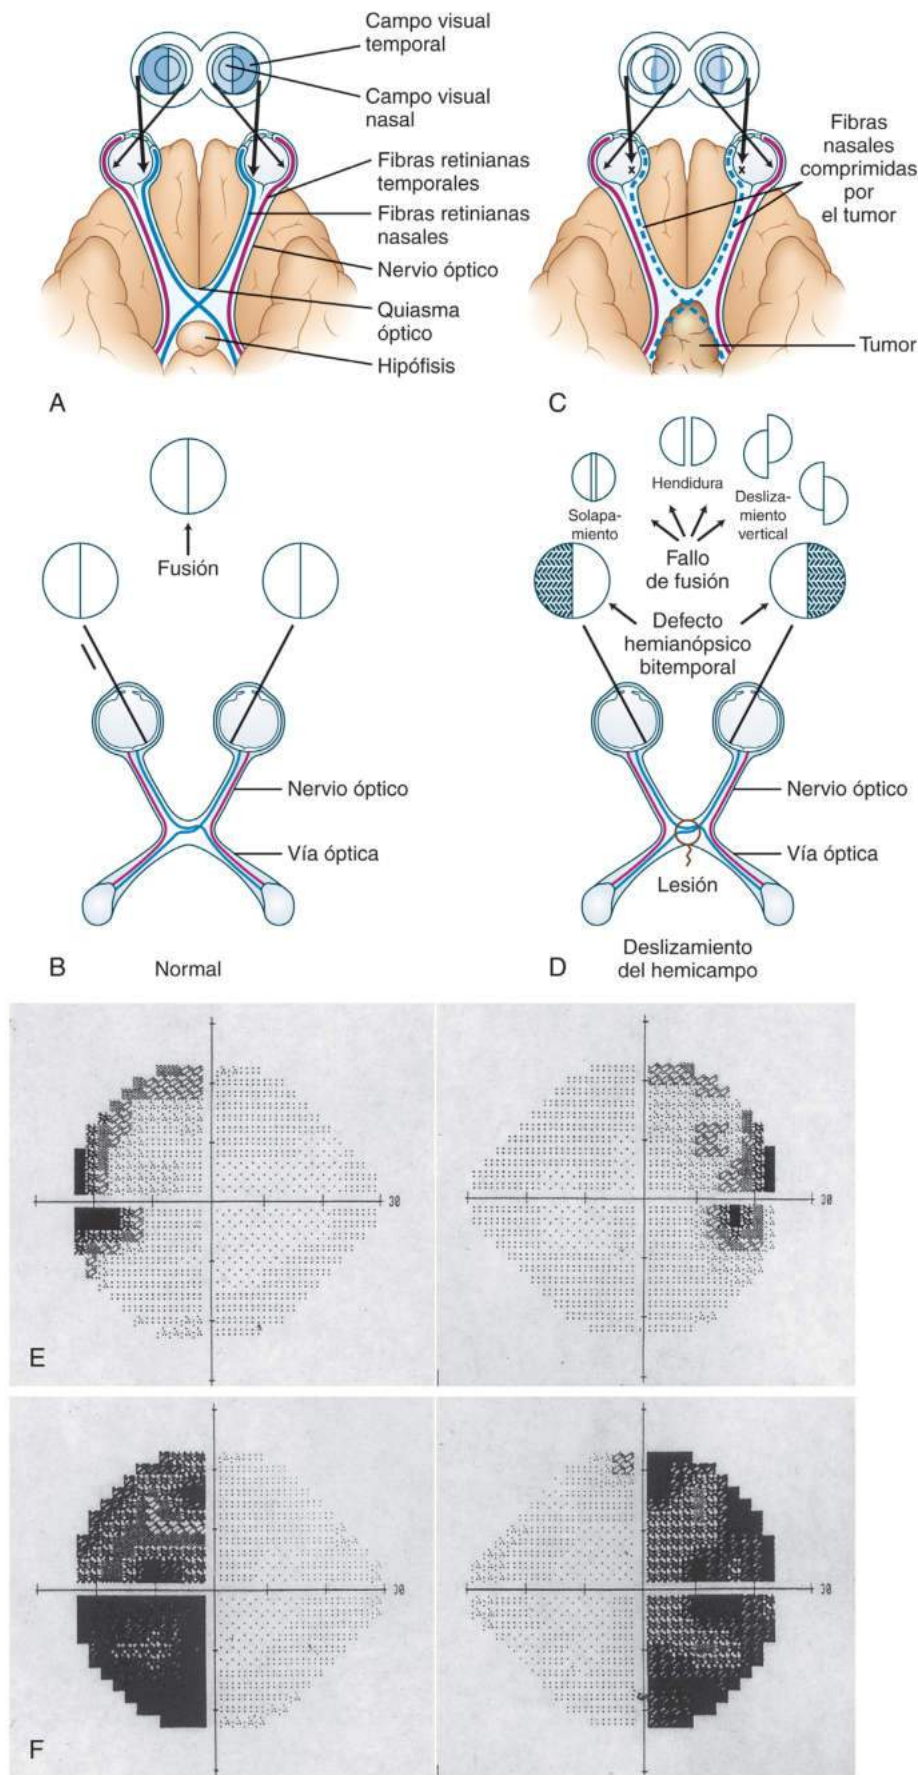 Campo visual
temporal
Campo visual
nasal
Fibras retinianas
temporales
Fibras retinianas
nasales
Nervio óptico
Quiasma
óptico
Hipófisis
A
Fibras
nasales
comprimidas
por
el tumor
Tumor
C
Fusión
Nervio óptico
Vía óptica
B
Normal
Solapa-
miento
Hendidura
Desliza-
miento
vertical
Fallo
de fusión
Defecto
hemianópsico
bitemporal
Nervio óptico
Vía óptica
Lesión
D
Deslizamiento
del hemicampo
30
30
E
30
30
F